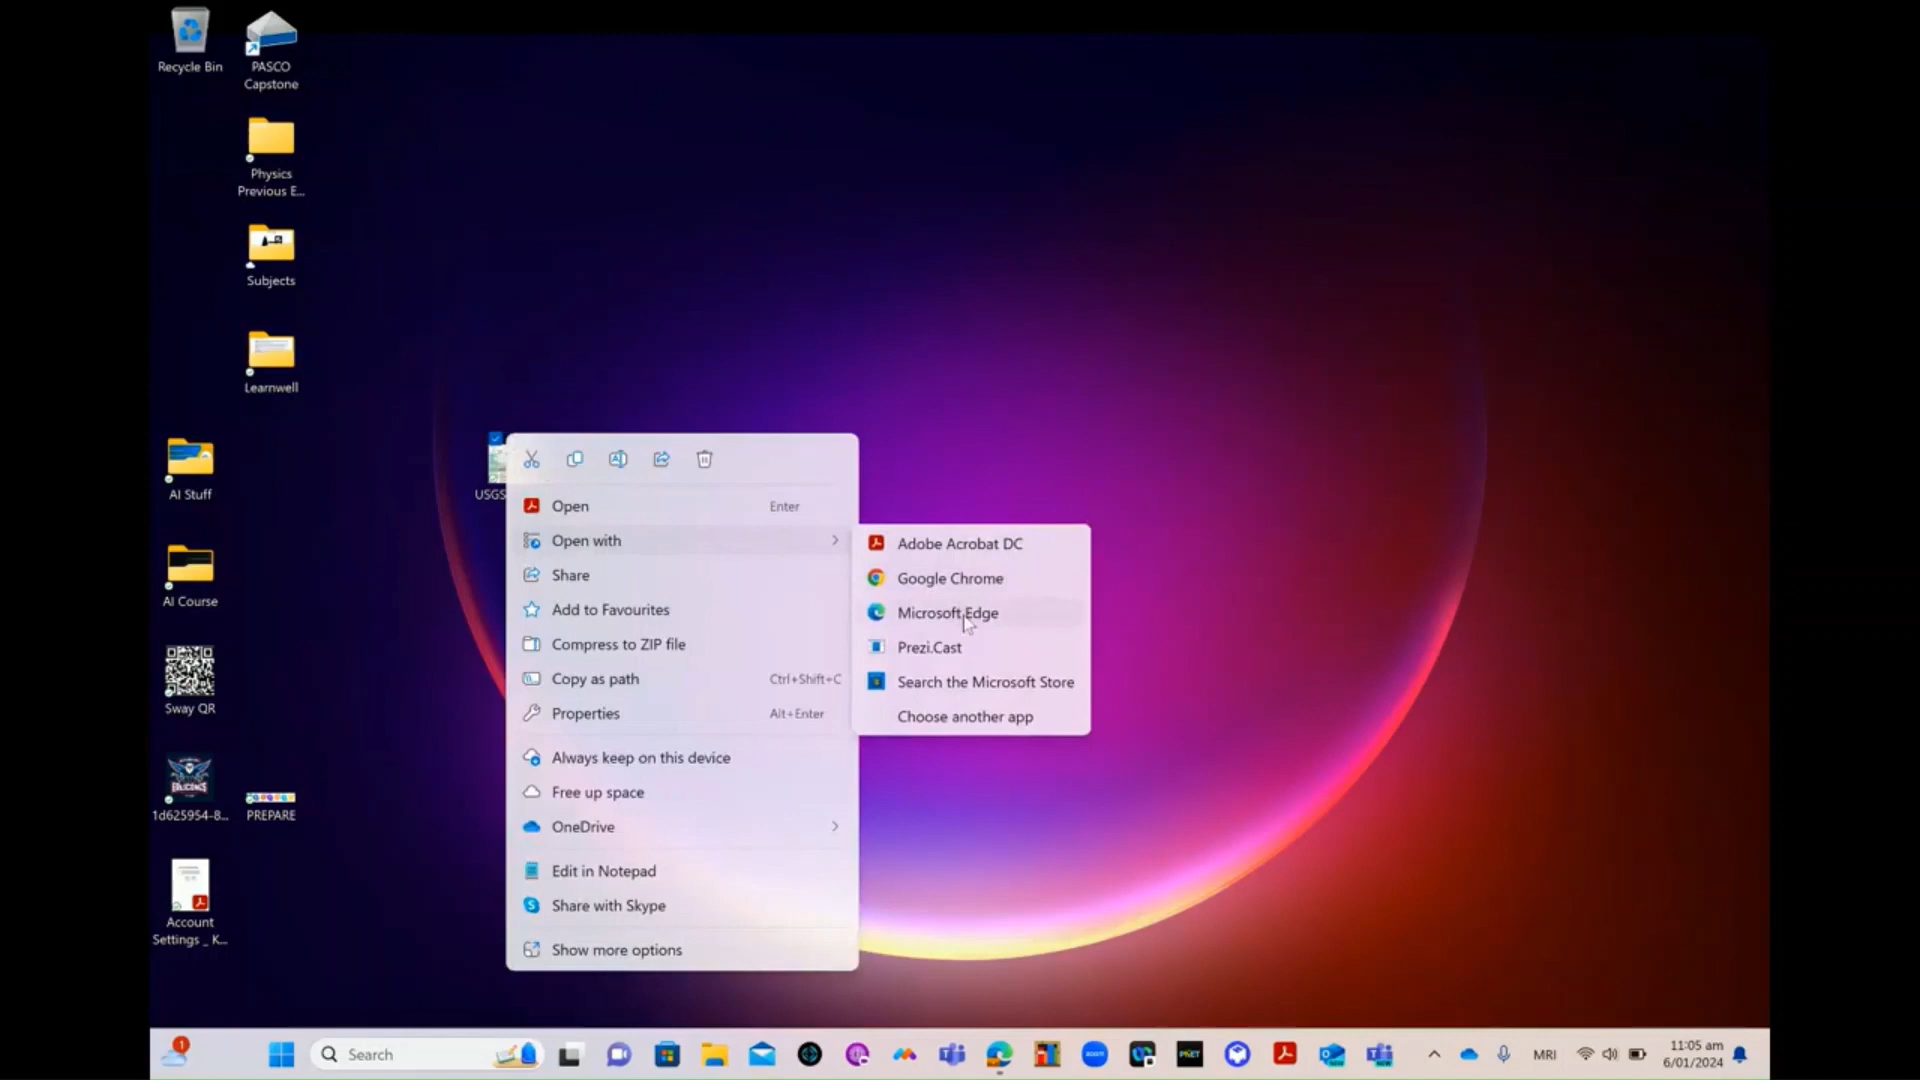 Recycle Bin
PASCO
Capstone
Physics
Previous E...
Subjects
Learnwell
AI Stuff
AI Course
Sway QR
1d625954-8...
PREPARE
Account
Settings _ K...
USGS
Open Enter
Open with
Share
Add to Favourites
Compress to ZIP file
Copy as path Ctrl+Shift+C
Properties Alt+Enter
Always keep on this device
Free up space
OneDrive
Edit in Notepad
Share with Skype
Show more options
Adobe Acrobat DC
Google Chrome
Microsoft Edge
Prezi.Cast
Search the Microsoft Store
Choose another app
1
Search
zoom
MRI
11:05 am
6/01/2024